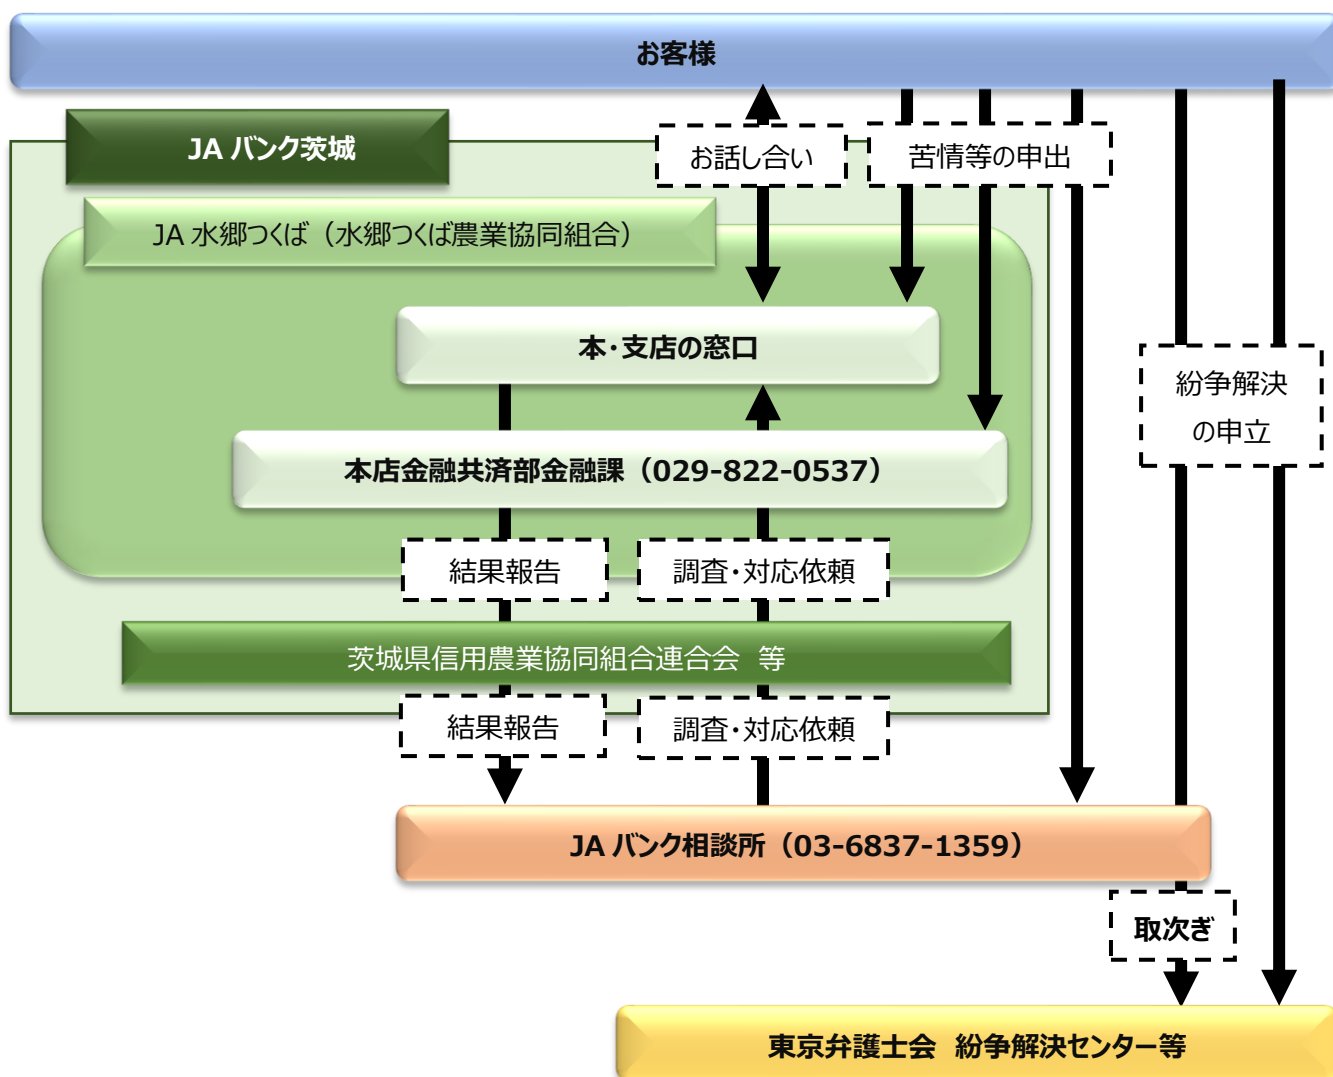 お客様
JA バンク茨城
お話し合い
苦情等の申出
JA 水郷つくば（水郷つくば農業協同組合）
本・支店の窓口
紛争解決
の申立
本店金融共済部金融課（029-822-0537）
結果報告
調査・対応依頼
茨城県信用農業協同組合連合会　等
結果報告
調査・対応依頼
JA バンク相談所（03-6837-1359）
取次ぎ
東京弁護士会　紛争解決センター等